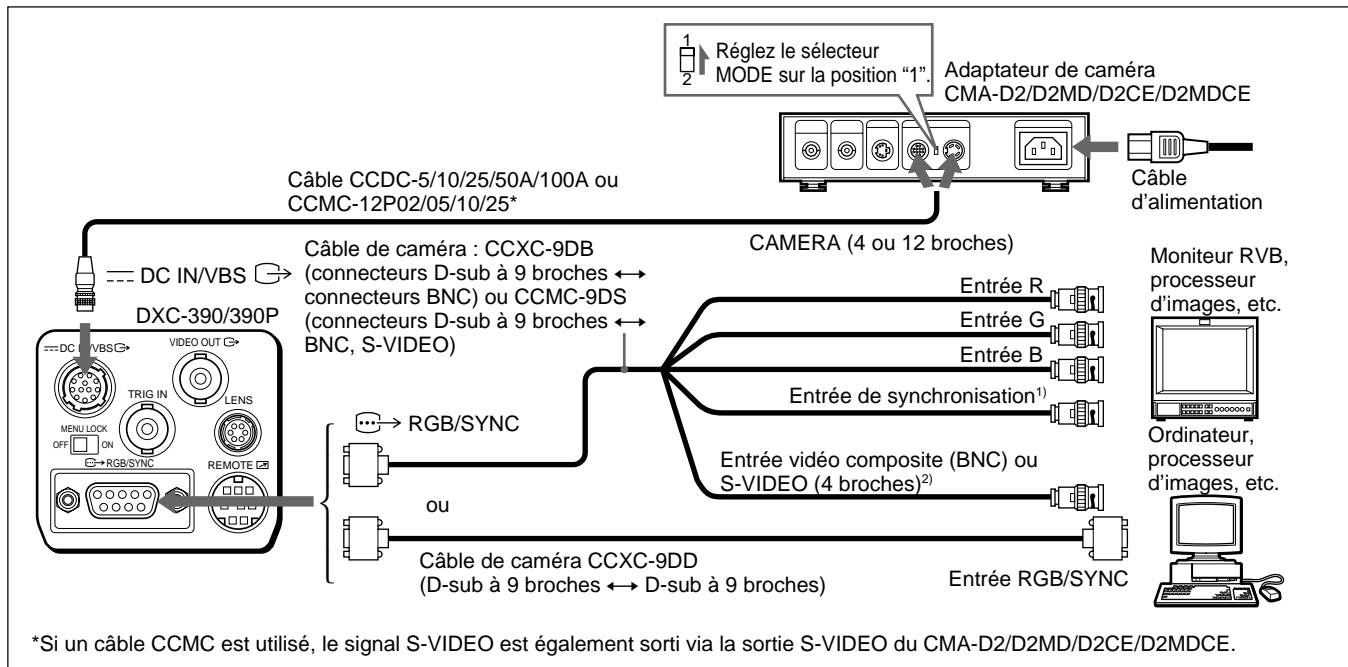 1
2
Réglez le sélecteur
MODE sur la position “1”.
Adaptateur de caméra
CMA-D2/D2MD/D2CE/D2MDCE
Câble
d’alimentation
Câble CCDC-5/10/25/50A/100A ou
CCMC-12P02/05/10/25*
CAMERA (4 ou 12 broches)
DC IN/VBS
Câble de caméra : CCXC-9DB
(connecteurs D-sub à 9 broches ↔
connecteurs BNC) ou CCMC-9DS
(connecteurs D-sub à 9 broches ↔
BNC, S-VIDEO)
DXC-390/390P
DC IN/VBS
VIDEO OUT
TRIG IN
LENS
MENU LOCK
OFF ON
RGB/SYNC
REMOTE
RGB/SYNC
ou
Entrée R
Entrée G
Entrée B
Entrée de synchronisation1)
Entrée vidéo composite (BNC) ou
S-VIDEO (4 broches)2)
Moniteur RVB,
processeur
d’images, etc.
Ordinateur,
processeur
d’images, etc.
Câble de caméra CCXC-9DD
(D-sub à 9 broches ↔ D-sub à 9 broches)
Entrée RGB/SYNC
*Si un câble CCMC est utilisé, le signal S-VIDEO est également sorti via la sortie S-VIDEO du CMA-D2/D2MD/D2CE/D2MDCE.